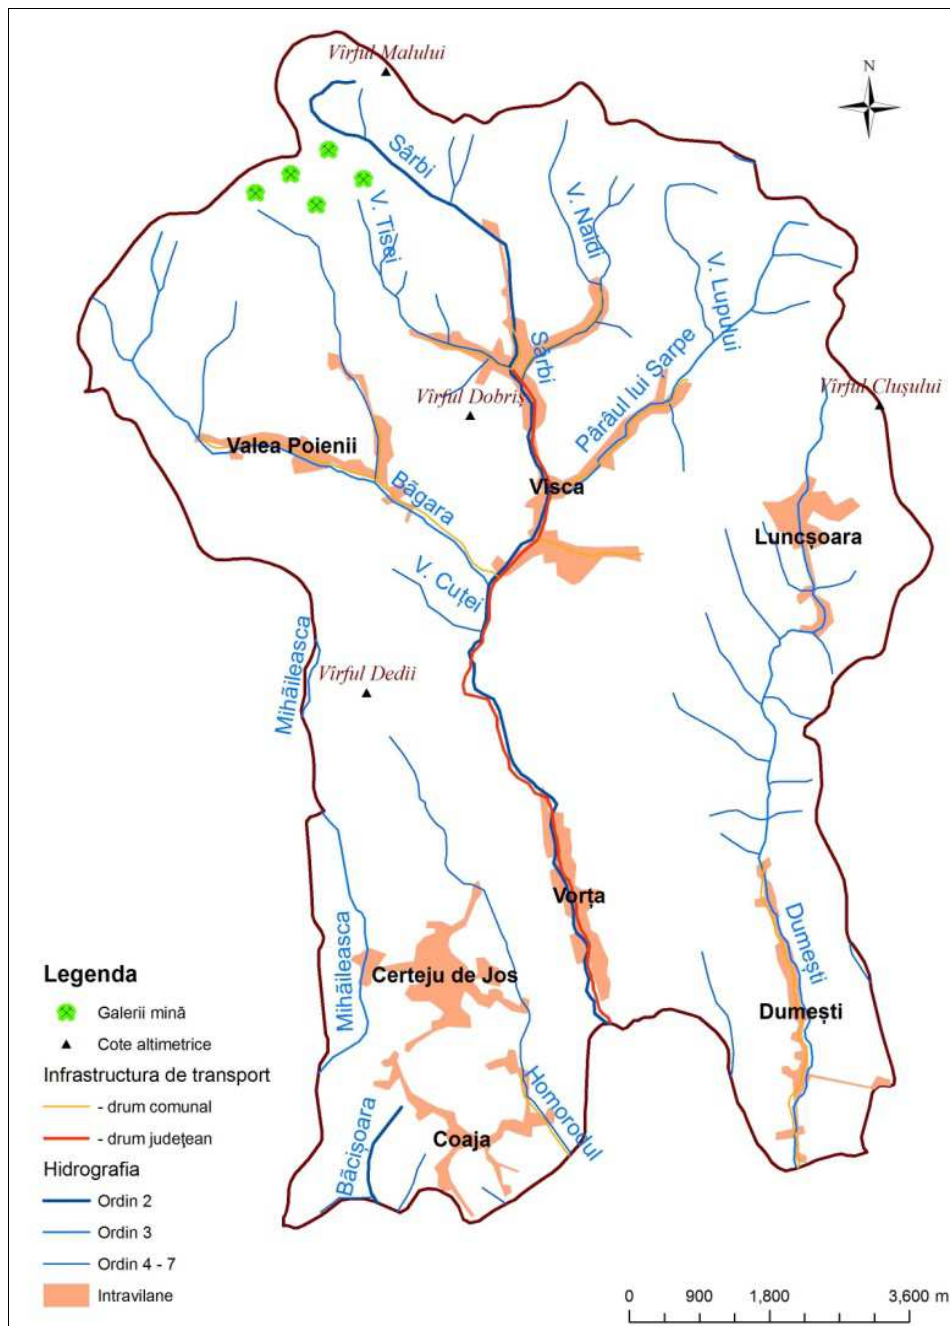 Vîrful Malului
N
Sârbi
V. Tisei
V. Naidi
V. Lupului
Sârbi
Pârâul lui Șarpe
Vîrful Dobriș
Vîrful Clușului
Valea Poienii
Băgara
Visca
Luncșoara
V. Cuței
Mihăileasca
Vîrful Dedii
Vorța
Dumești
Mihăileasca
Certeju de Jos
Dumești
Homorodul
Băcișoara
Coaja
Legenda
Galerii mină
Cote altimetrice
Infrastructura de transport
- drum comunal
- drum județean
Hidrografia
Ordin 2
Ordin 3
Ordin 4 - 7
Intravilane
0 900 1,800 3,600 m